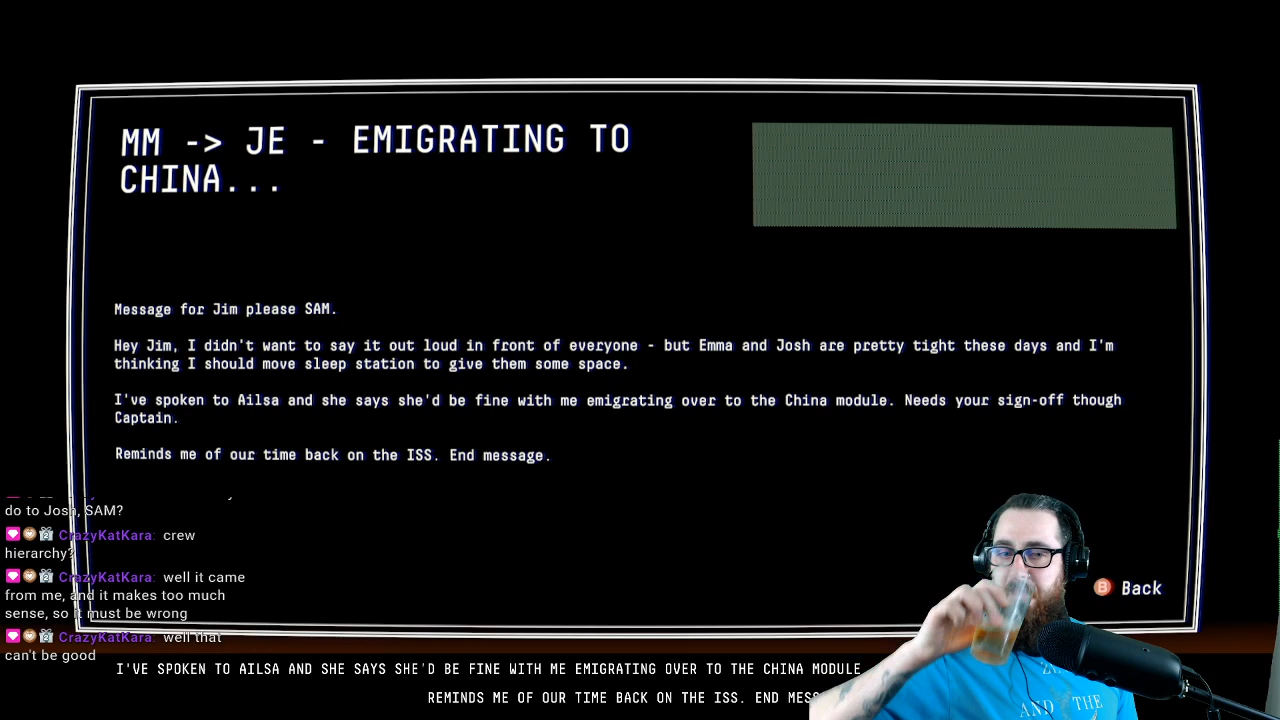 MM -> JE - EMIGRATING TO
CHINA...
Message for Jim please SAM.
Hey Jim, I didn't want to say it out loud in front of everyone - but Emma and Josh are pretty tight these days and I'm
thinking I should move sleep station to give them some space.
I've spoken to Ailsa and she says she'd be fine with me emigrating over to the China module. Needs your sign-off though
Captain.
Reminds me of our time back on the ISS. End message.
do to Josh, SAM?
CrazyKatKara: crew
hierarchy?
CrazyKatKara: well it came
from me, and it makes too much
sense, so it must be wrong
CrazyKatKara: well that
can't be good
B Back
I'VE SPOKEN TO AILSA AND SHE SAYS SHE'D BE FINE WITH ME EMIGRATING OVER TO THE CHINA MODULE
REMINDS ME OF OUR TIME BACK ON THE ISS. END MESS
AND THE